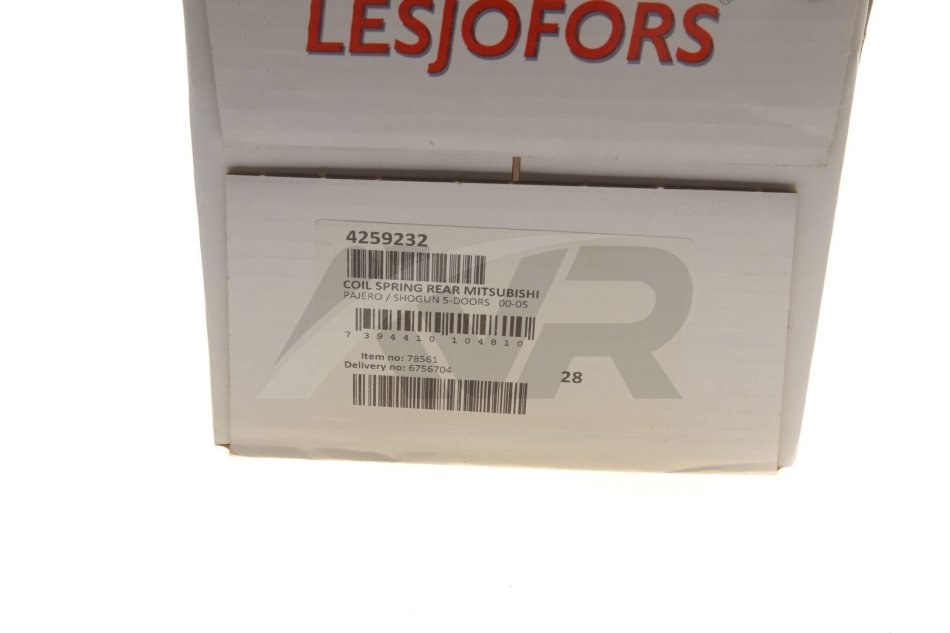 LESJOFORS
4259232
COIL SPRING REAR MITSUBISHI
PAJERO / SHOGUN 5-DOORS 00-05
7 394410 104810
Item no: 78561
Delivery no: 6756704
28